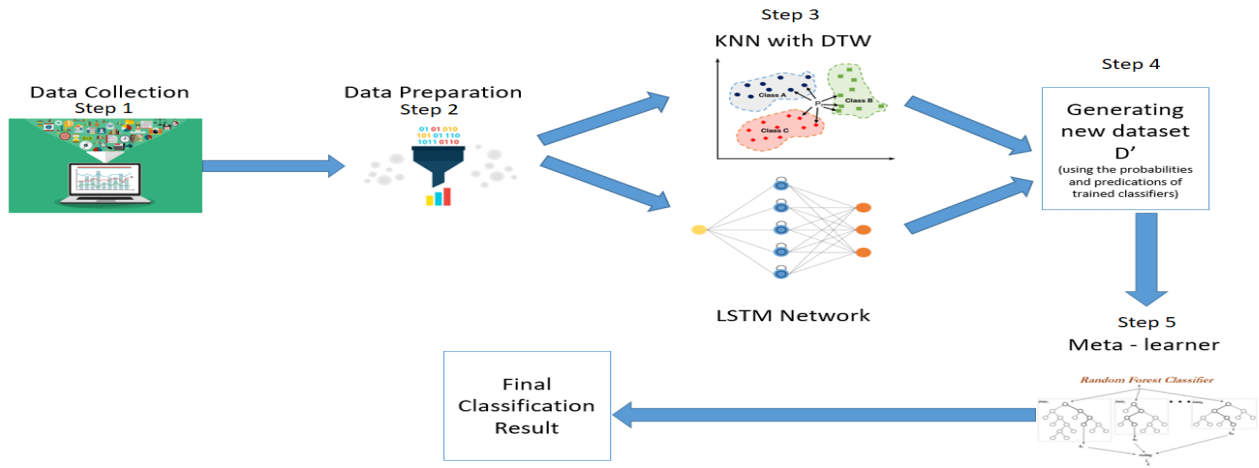 Data Collection
Step 1
Data Preparation
Step 2
01 01 010
101 01 110
1011 0110
Step 3
KNN with DTW
Class A
Class B
P
Class C
LSTM Network
Step 4
Generating
new dataset
D’
(using the probabilities
and predications of
trained classifiers)
Step 5
Meta - learner
Random Forest Classifier
Final
Classification
Result